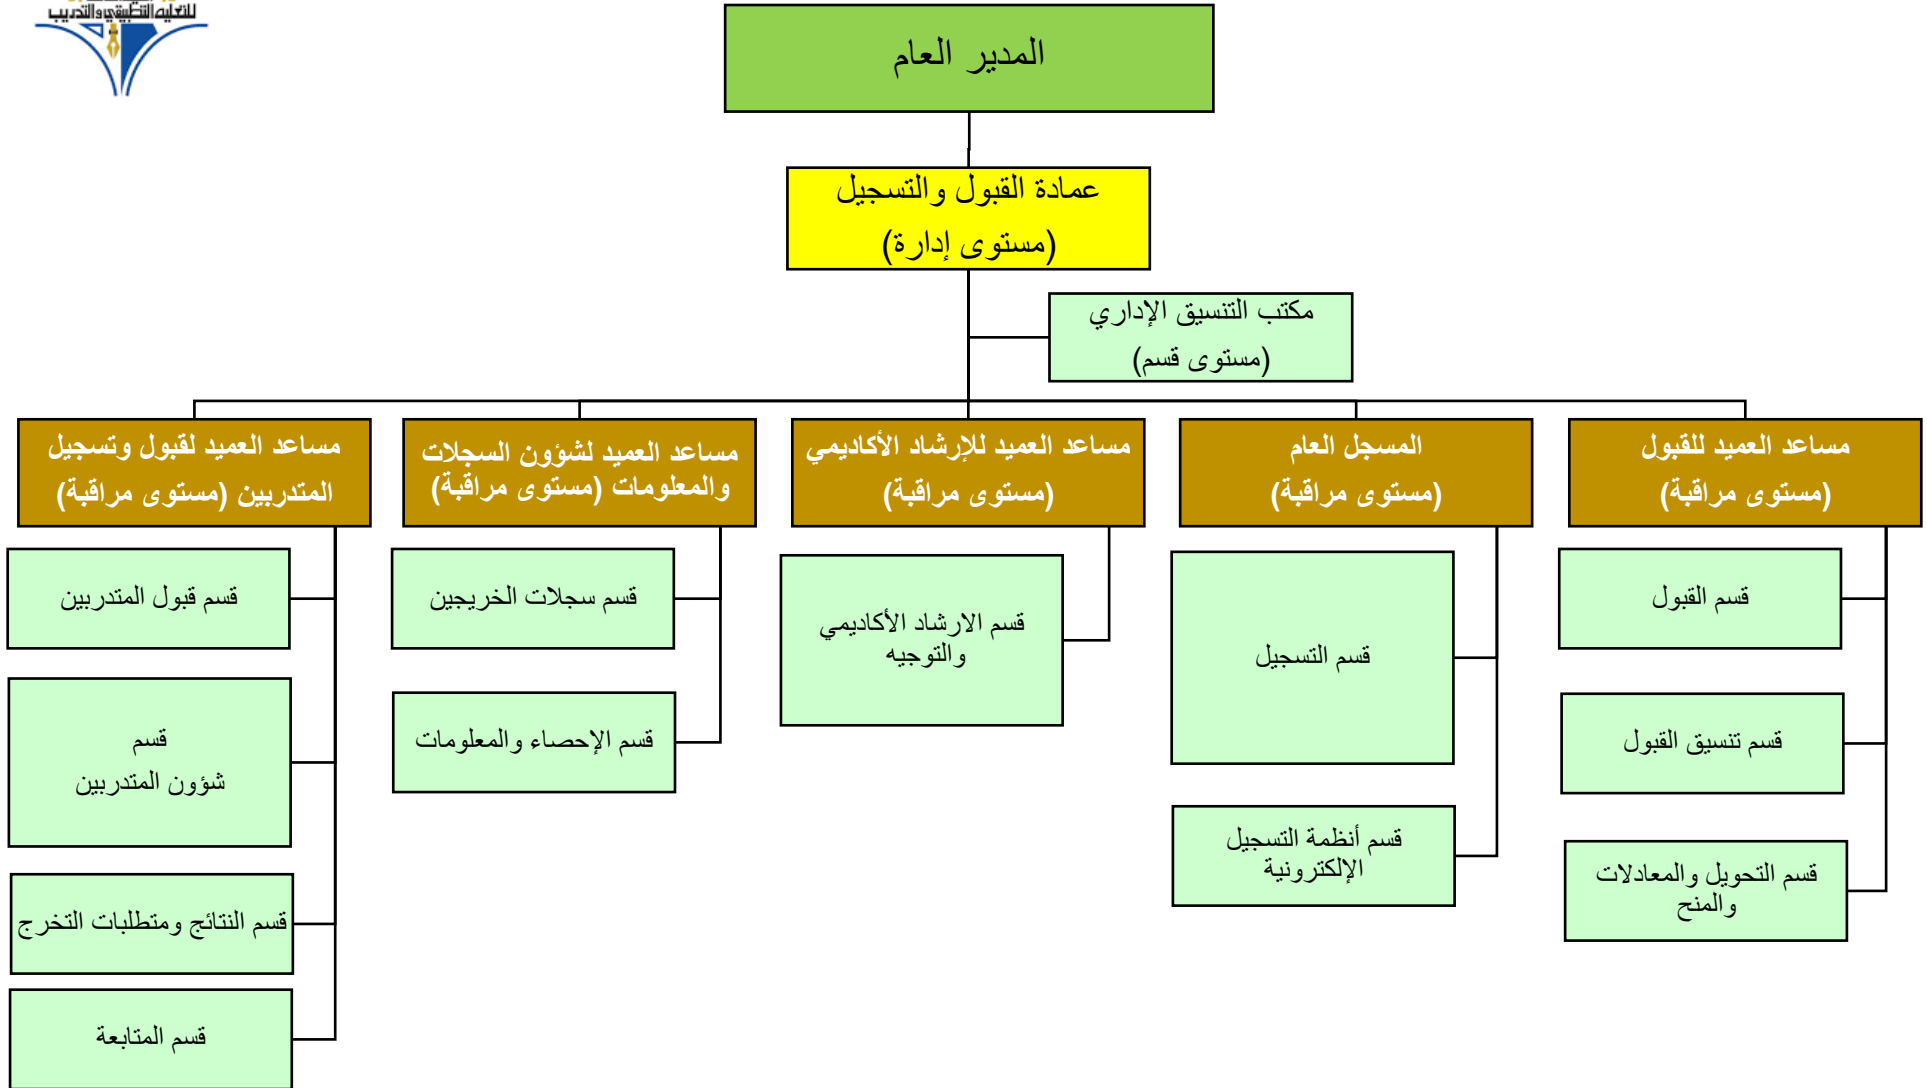 للتعليم التطبيقي والتدريب
المدير العام
عمادة القبول والتسجيل
(مستوى إدارة)
مكتب التنسيق الإداري
(مستوى قسم)
مساعد العميد للقبول
(مستوى مراقبة)
المسجل العام
(مستوى مراقبة)
مساعد العميد للإرشاد الأكاديمي
(مستوى مراقبة)
مساعد العميد لشؤون السجلات
والمعلومات (مستوى مراقبة)
مساعد العميد لقبول وتسجيل
المتدربين (مستوى مراقبة)
قسم القبول
قسم تنسيق القبول
قسم التحويل والمعادلات
والمنح
قسم التسجيل
قسم أنظمة التسجيل
الإلكترونية
قسم الارشاد الأكاديمي
والتوجيه
قسم سجلات الخريجين
قسم الإحصاء والمعلومات
قسم قبول المتدربين
قسم
شؤون المتدربين
قسم النتائج ومتطلبات التخرج
قسم المتابعة